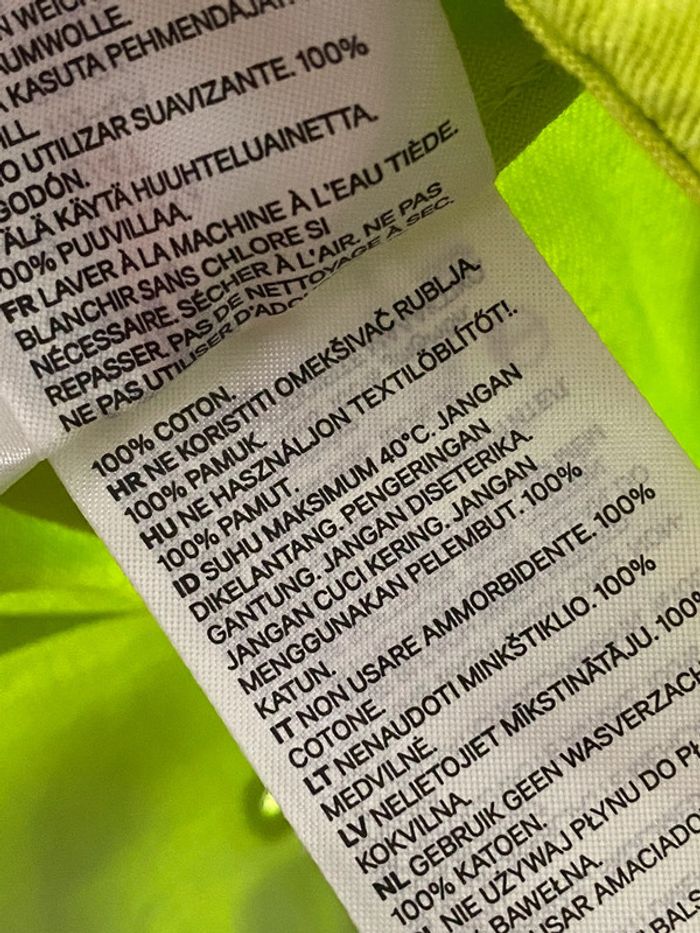 WEICH
UMWOLLE.
KASUTA PEHMENDAJAT!
ILL.
O UTILIZAR SUAVIZANTE. 100%
GODÓN.
ÄLÄ KÄYTÄ HUUHTELUAINETTA.
00% PUUVILLAA.
FR LAVER À LA MACHINE À L'EAU TIÈDE.
BLANCHIR SANS CHLORE SI
NÉCESSAIRE. SÉCHER À L'AIR. NE PAS
REPASSER. PAS DE NETTOYAGE À SEC.
NE PAS UTILISER D'ADO
100% COTON.
HR NE KORISTITI OMEKŠIVAČ RUBLJA.
100% PAMUK.
HU NE HASZNÁLJON TEXTILÖBLÍTŐT!.
100% PAMUT.
ID SUHU MAKSIMUM 40°C. JANGAN
DIKELANTANG. PENGERINGAN
GANTUNG. JANGAN DISETERIKA.
JANGAN CUCI KERING. JANGAN
MENGGUNAKAN PELEMBUT. 100%
KATUN.
IT NON USARE AMMORBIDENTE. 100%
COTONE.
LT NENAUDOTI MINKŠTIKLIO. 100%
MEDVILNĖ.
LV NELIETOJIET MĪKSTINĀTĀJU. 100%
KOKVILNA.
NL GEBRUIK GEEN WASVERZACH
100% KATOEN.
NIE UŻYWAJ PŁYNU DO PŁ
BAWEŁNA.
USAR AMACIADO
BALS